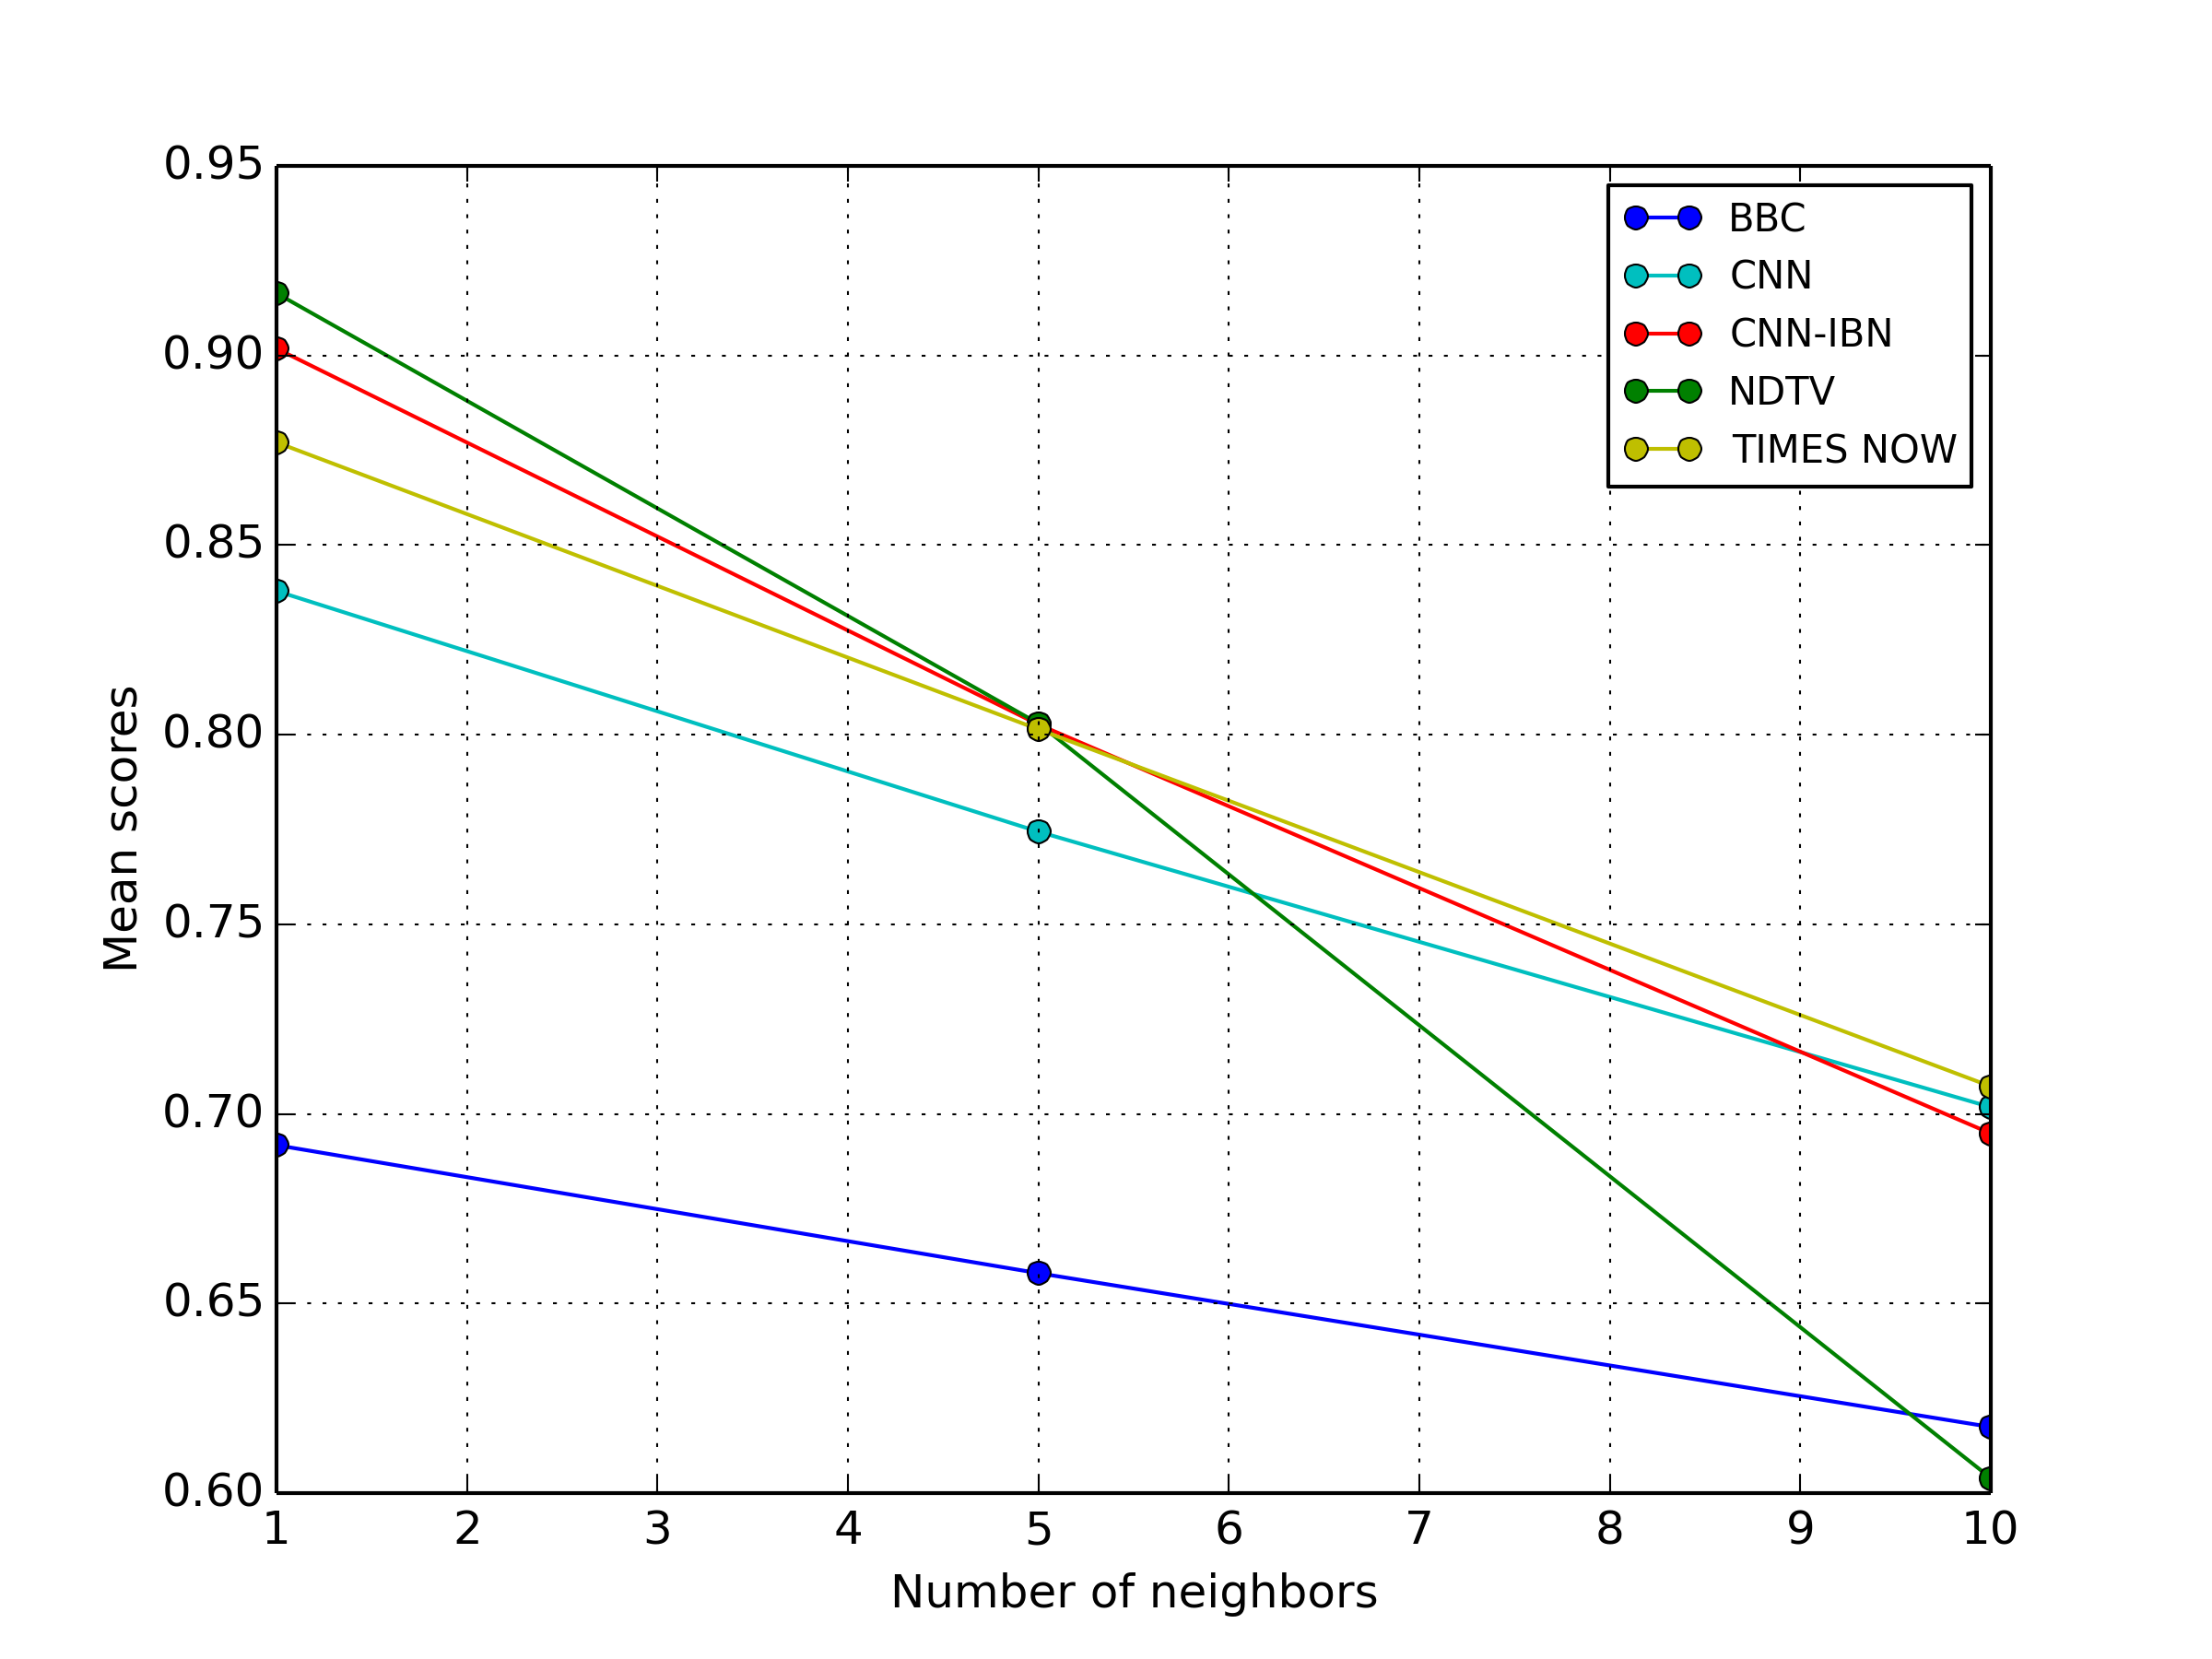 0.95
0.90
0.85
0.80
0.75
0.70
0.65
0.60
Mean scores
BBC
CNN
CNN-IBN
NDTV
TIMES NOW
1 2 3 4 5 6 7 8 9 10
Number of neighbors